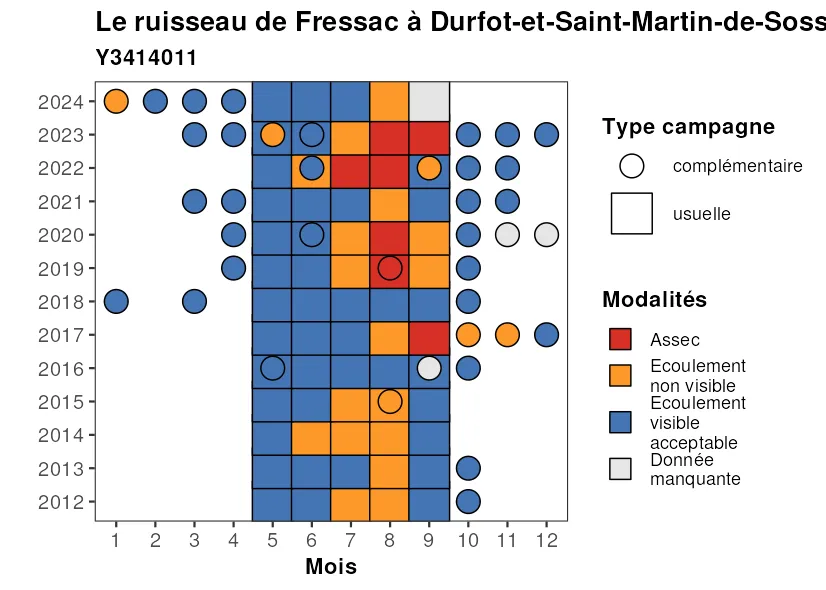 Le ruisseau de Fressac à Durfot-et-Saint-Martin-de-Soss
Y3414011
2024
2023
2022
2021
2020
2019
2018
2017
2016
2015
2014
2013
2012
1 2 3 4 5 6 7 8 9 10 11 12
Mois
Type campagne
complémentaire
usuelle
Modalités
Assec
Ecoulement
non visible
Ecoulement
visible
acceptable
Donnée
manquante